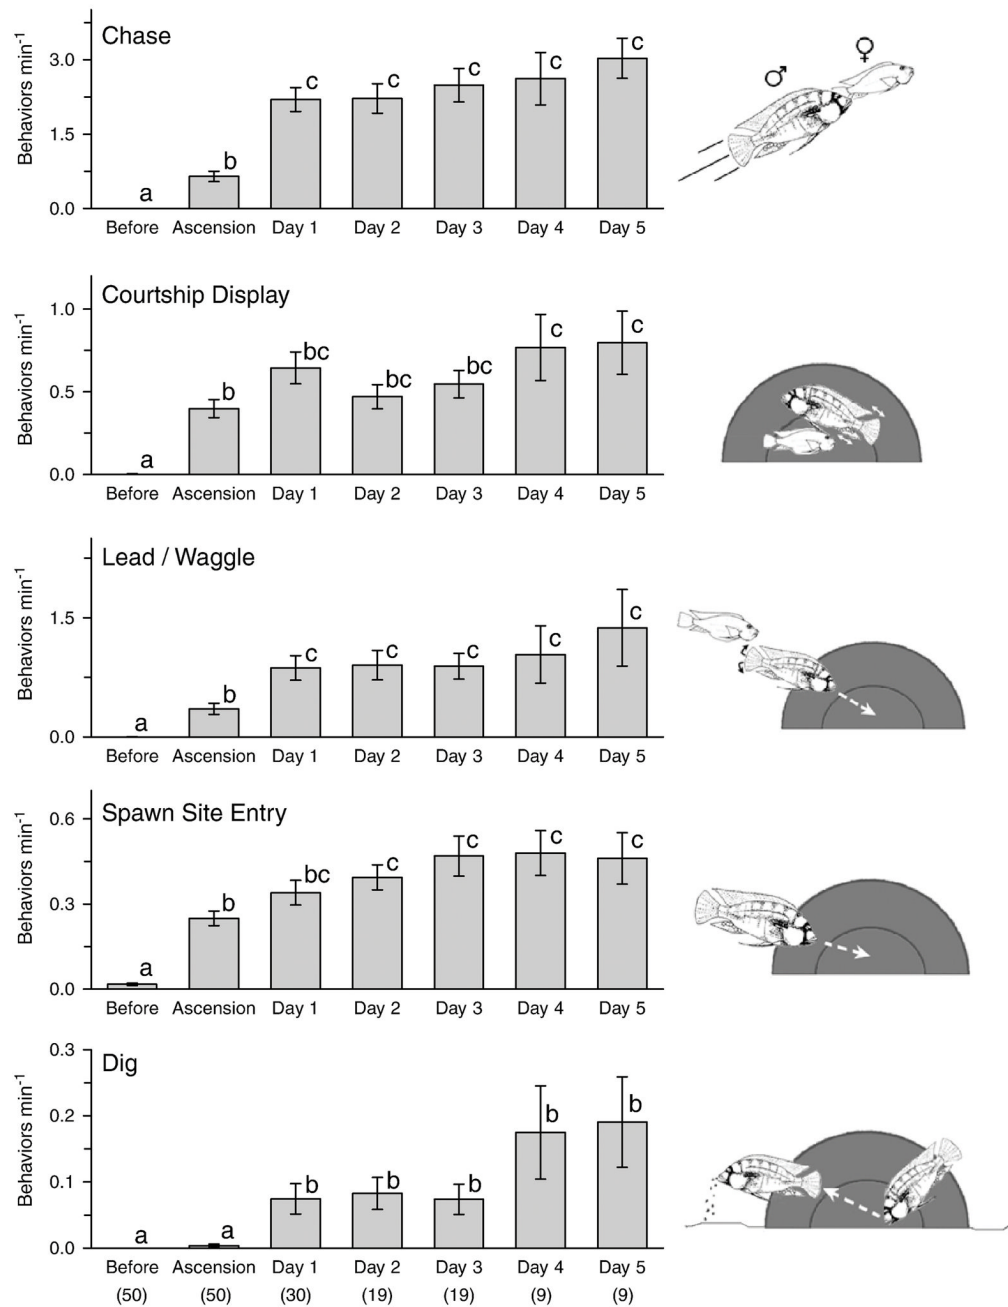 Chase
Behaviors min-1
3.0
1.5
0.0
a
b
c
c
c
c
c
Before Ascension Day 1 Day 2 Day 3 Day 4 Day 5
♂
♀
Courtship Display
Behaviors min-1
1.0
0.5
0.0
a
b
bc
bc
bc
c
c
Before Ascension Day 1 Day 2 Day 3 Day 4 Day 5
Lead / Waggle
Behaviors min-1
1.5
0.0
a
b
c
c
c
c
c
Before Ascension Day 1 Day 2 Day 3 Day 4 Day 5
Spawn Site Entry
Behaviors min-1
0.6
0.3
0.0
a
b
bc
c
c
c
c
Before Ascension Day 1 Day 2 Day 3 Day 4 Day 5
Dig
Behaviors min-1
0.3
0.2
0.1
0.0
a
a
b
b
b
b
b
Before Ascension Day 1 Day 2 Day 3 Day 4 Day 5
(50) (50) (30) (19) (19) (9) (9)